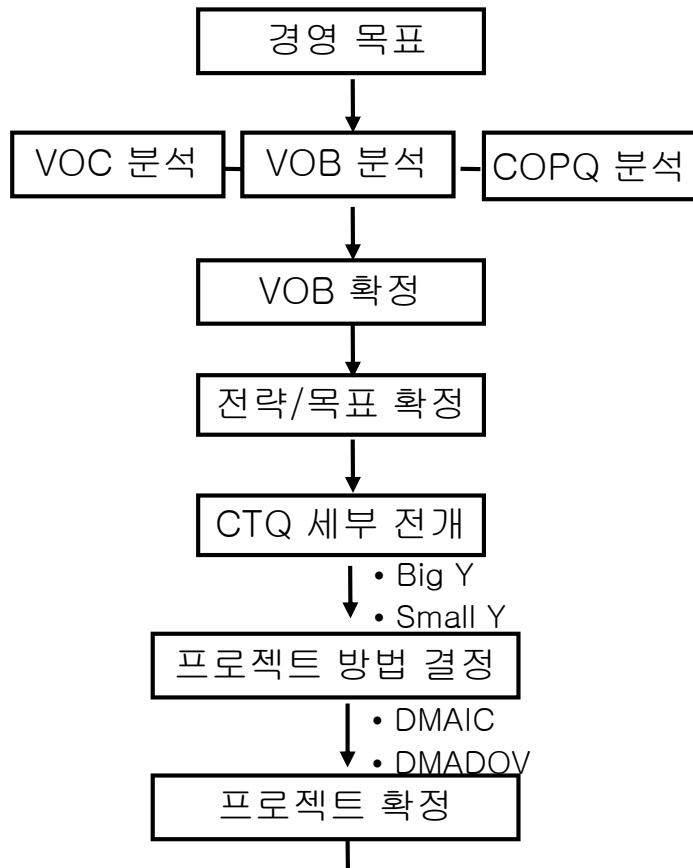 경영 목표
VOC 분석
VOB 분석
COPQ 분석
VOB 확정
전략/목표 확정
CTQ 세부 전개
• Big Y
• Small Y
프로젝트 방법 결정
• DMAIC
• DMADOV
프로젝트 확정